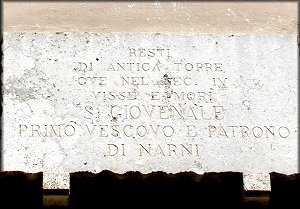 RESTI
DI ANTICA TORRE
OVE NEL SEC. IV
VISSE E MORÌ
S. GIOVENALE
PRIMO VESCOVO E PATRONO
DI NARNI